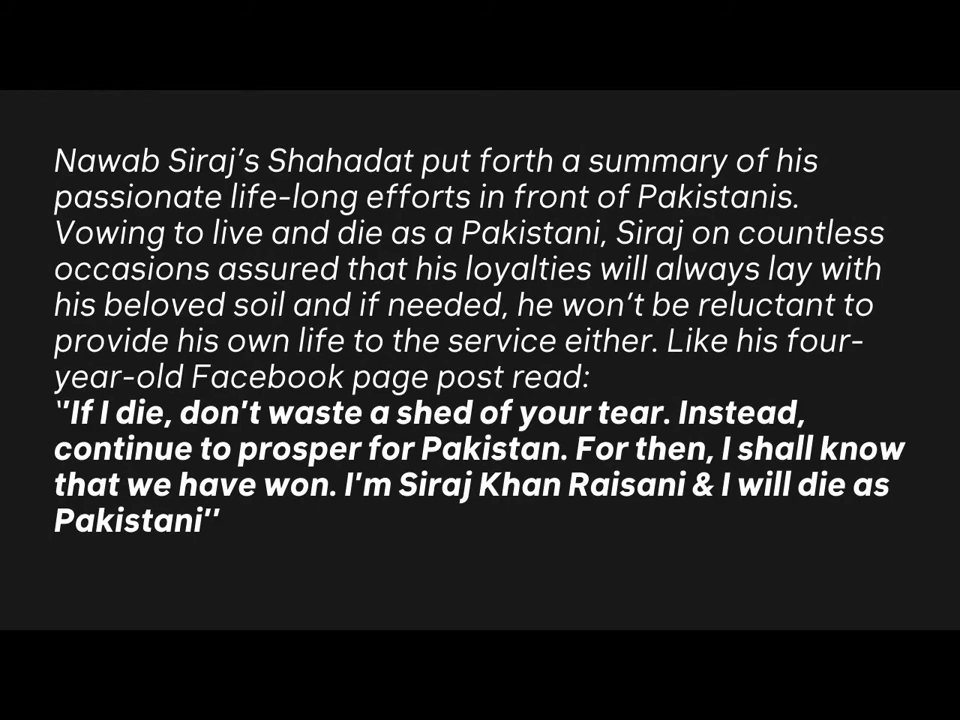 Nawab Siraj's Shahadat put forth a summary of his
passionate life-long efforts in front of Pakistanis.
Vowing to live and die as a Pakistani, Siraj on countless
occasions assured that his loyalties will always lay with
his beloved soil and if needed, he won't be reluctant to
provide his own life to the service either. Like his four-
year-old Facebook page post read:
‘'If I die, don't waste a shed of your tear. Instead,
continue to prosper for Pakistan. For then, I shall know
that we have won. I'm Siraj Khan Raisani & I will die as
Pakistani''